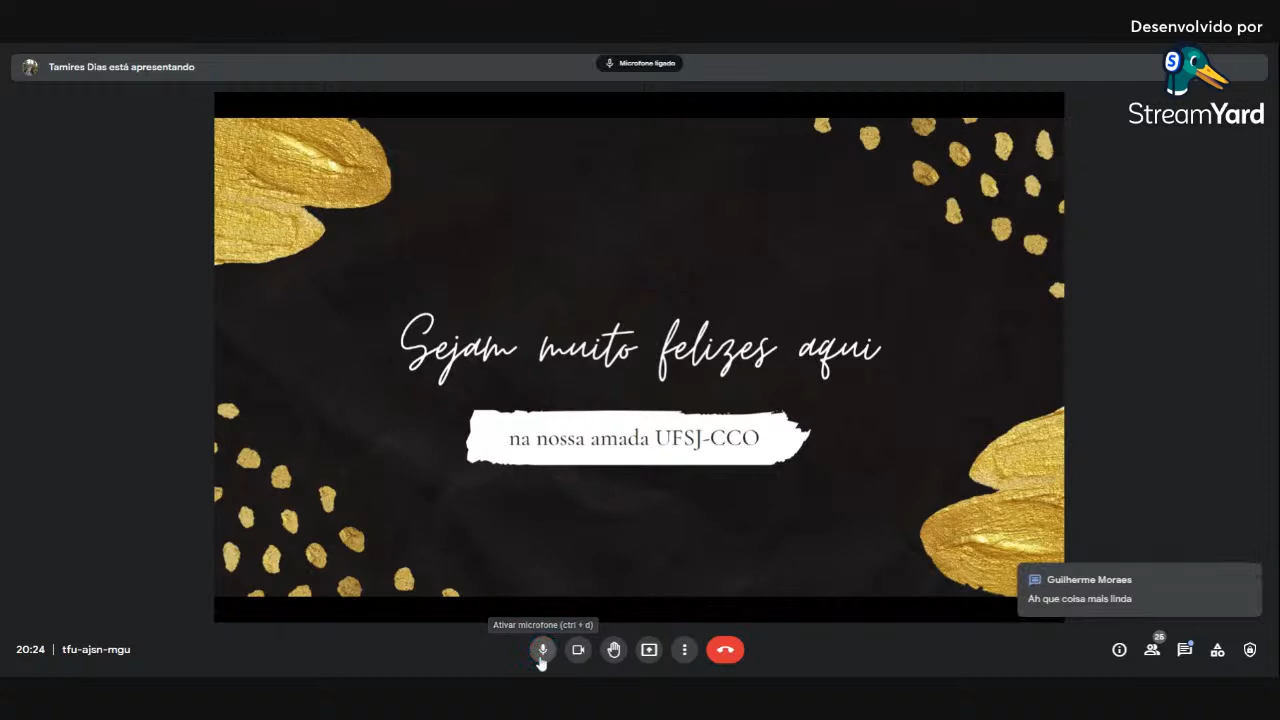 Desenvolvido por
StreamYard
Tamires Dias está apresentando
Microfone ligado
Sejam muito felizes aqui
na nossa amada UFSJ-CCO
Guilherme Moraes
Ah que coisa mais linda
Ativar microfone (ctrl + d)
20:24 | tfu-ajsn-mgu
26